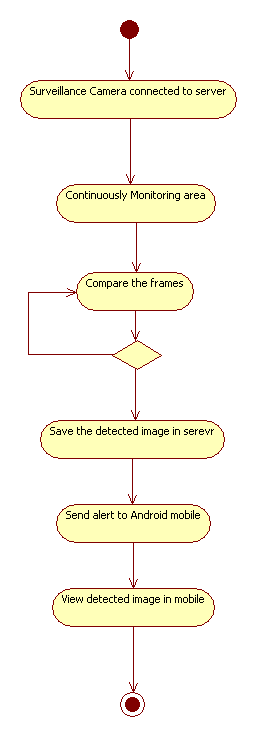 Surveillance Camera connected to server
Continuously Monitoring area
Compare the frames
Save the detected image in serevr
Send alert to Android mobile
View detected image in mobile